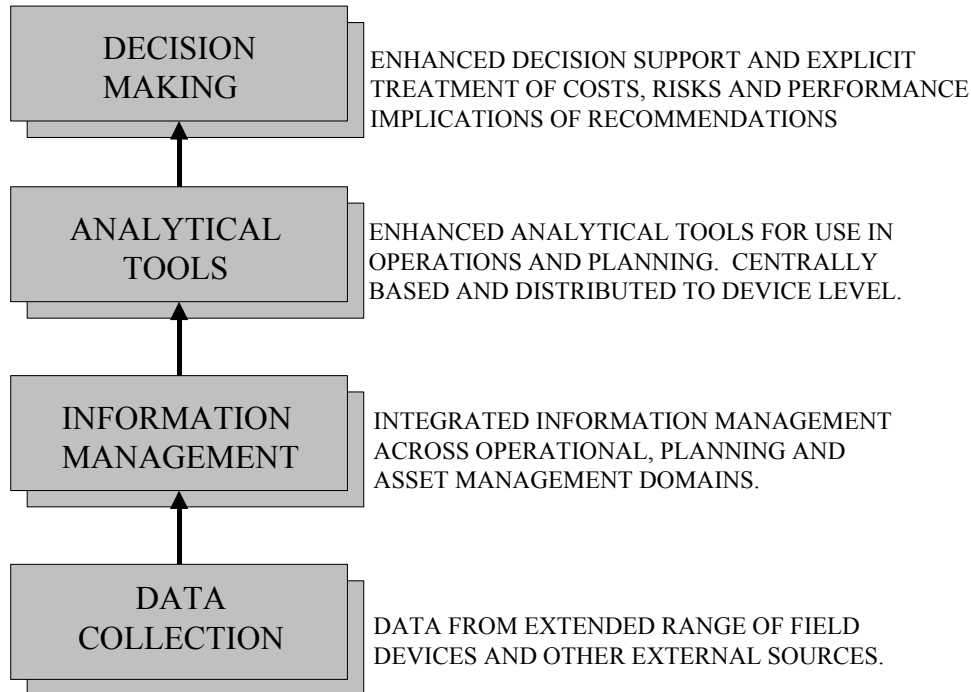 DECISION
MAKING
ENHANCED DECISION SUPPORT AND EXPLICIT
TREATMENT OF COSTS, RISKS AND PERFORMANCE
IMPLICATIONS OF RECOMMENDATIONS
ANALYTICAL
TOOLS
ENHANCED ANALYTICAL TOOLS FOR USE IN
OPERATIONS AND PLANNING. CENTRALLY
BASED AND DISTRIBUTED TO DEVICE LEVEL.
INFORMATION
MANAGEMENT
INTEGRATED INFORMATION MANAGEMENT
ACROSS OPERATIONAL, PLANNING AND
ASSET MANAGEMENT DOMAINS.
DATA
COLLECTION
DATA FROM EXTENDED RANGE OF FIELD
DEVICES AND OTHER EXTERNAL SOURCES.